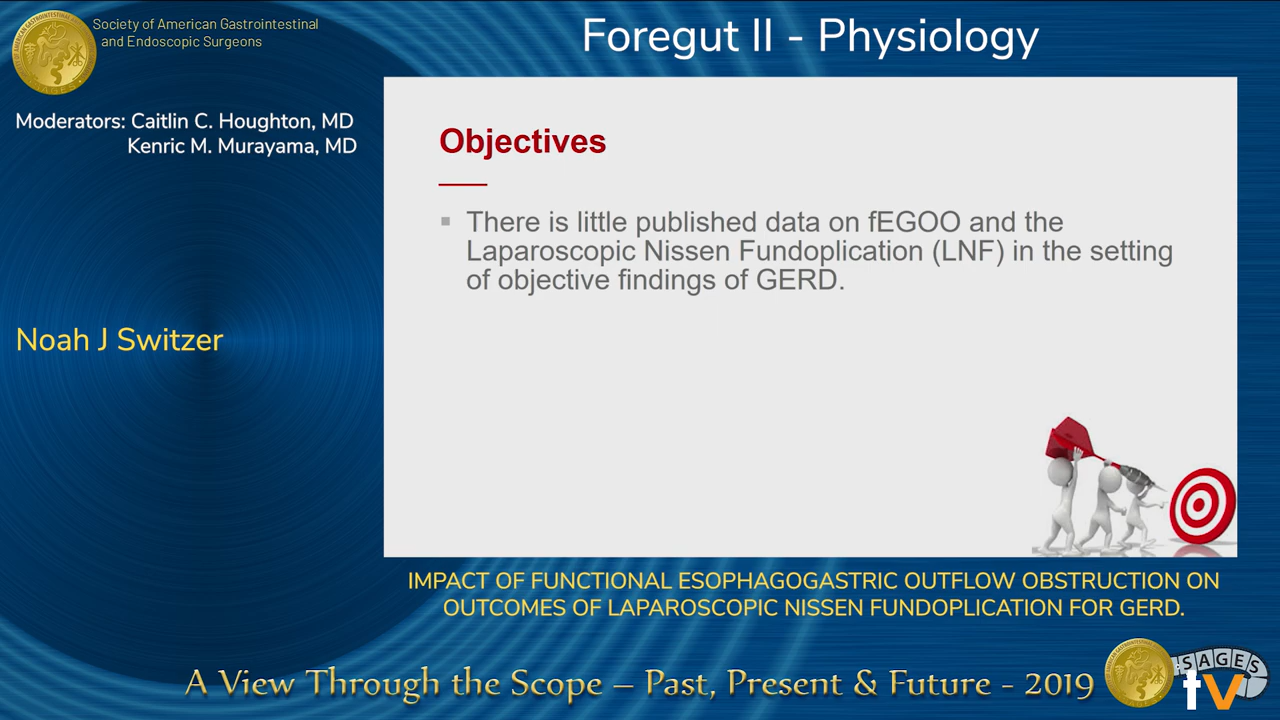 Society of American Gastrointestinal
and Endoscopic Surgeons
Foregut II - Physiology
Moderators: Caitlin C. Houghton, MD
Kenric M. Murayama, MD
Objectives
There is little published data on fEGOO and the
Laparoscopic Nissen Fundoplication (LNF) in the setting
of objective findings of GERD.
Noah J Switzer
IMPACT OF FUNCTIONAL ESOPHAGOGASTRIC OUTFLOW OBSTRUCTION ON
OUTCOMES OF LAPAROSCOPIC NISSEN FUNDOPLICATION FOR GERD.
A View Through the Scope – Past, Present & Future - 2019
SAGES
tv